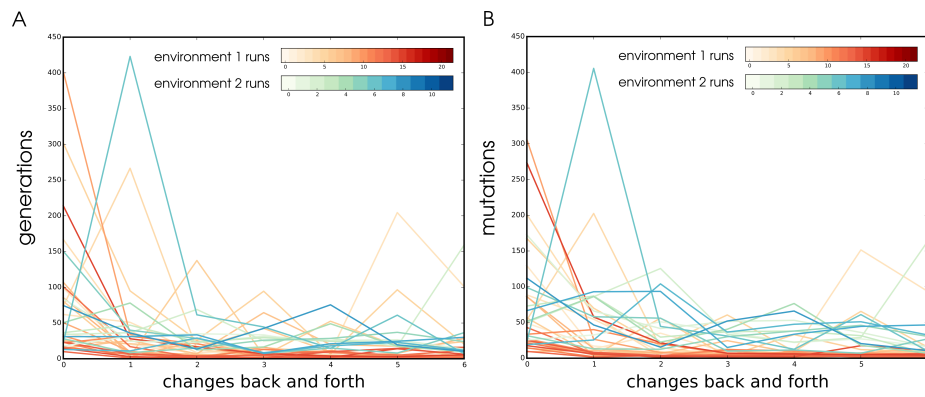 A
B
450
400
350
300
250
200
150
100
50
0
generations
environment 1 runs
0 5 10 15 20
environment 2 runs
0 2 4 6 8 10
0 1 2 3 4 5 6
changes back and forth
450
400
350
300
250
200
150
100
50
0
mutations
environment 1 runs
0 5 10 15 20
environment 2 runs
0 2 4 6 8 10
0 1 2 3 4 5
changes back and forth